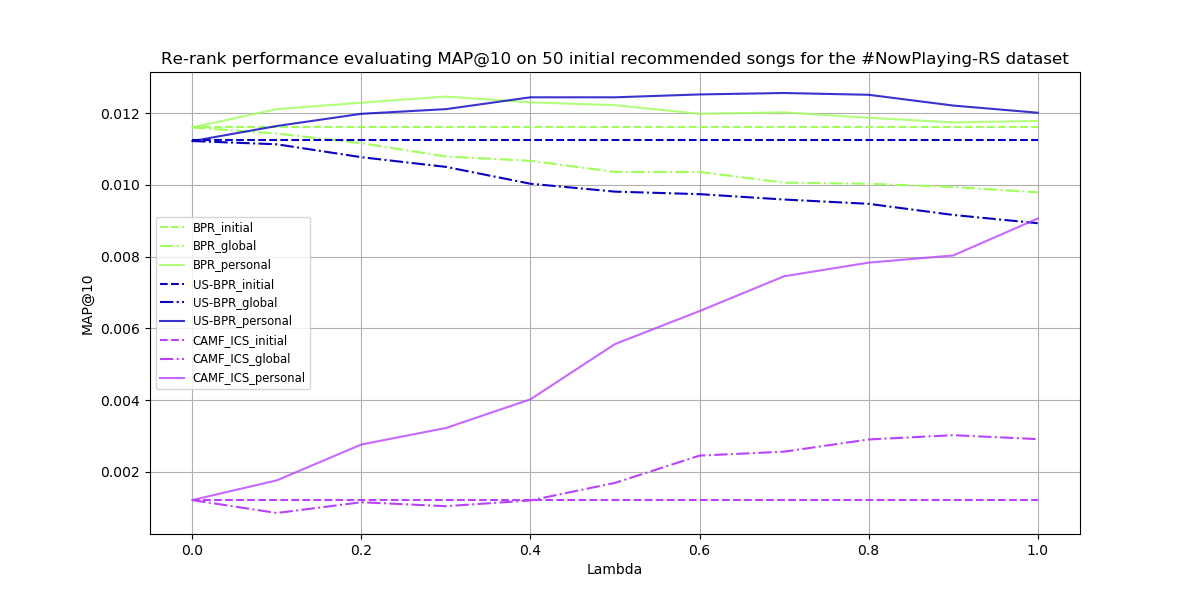 Re-rank performance evaluating MAP@10 on 50 initial recommended songs for the #NowPlaying-RS dataset
0.012
0.010
0.008
0.006
0.004
0.002
MAP@10
BPR_initial
BPR_global
BPR_personal
US-BPR_initial
US-BPR_global
US-BPR_personal
CAMF_ICS_initial
CAMF_ICS_global
CAMF_ICS_personal
0.0 0.2 0.4 0.6 0.8 1.0
Lambda